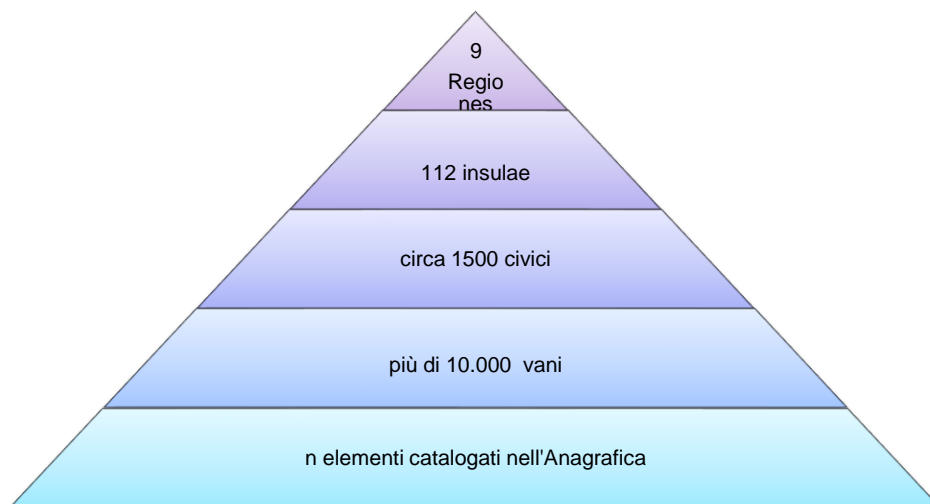 9
Regio
nes
112 insulae
circa 1500 civici
più di 10.000  vani
n elementi catalogati nell'Anagrafica